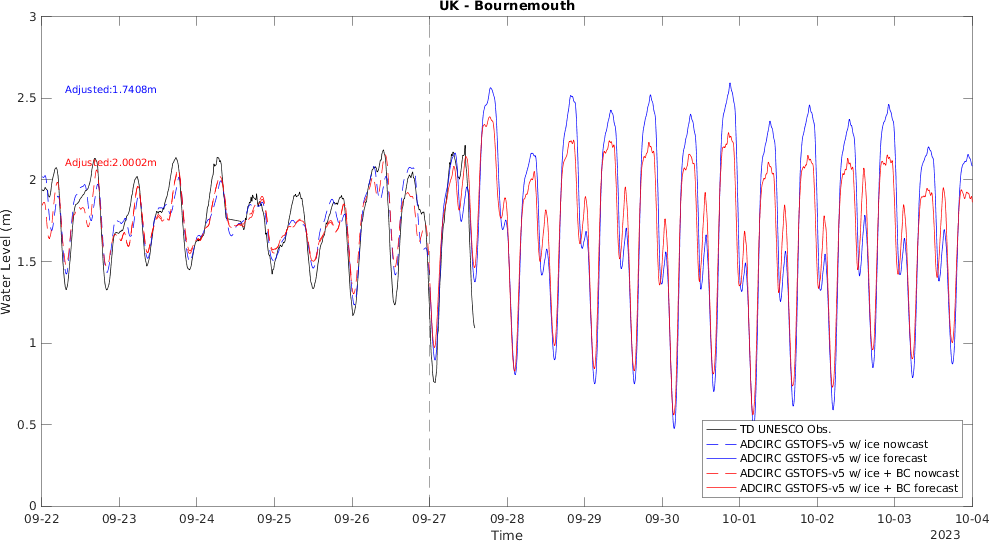 UK - Bournemouth
3
2.5
2
1.5
1
0.5
0
Water Level (m)
Adjusted:1.7408m
Adjusted:2.0002m
TD UNESCO Obs.
ADCIRC GSTOFS-v5 w/ ice nowcast
ADCIRC GSTOFS-v5 w/ ice forecast
ADCIRC GSTOFS-v5 w/ ice + BC nowcast
ADCIRC GSTOFS-v5 w/ ice + BC forecast
09-22 09-23 09-24 09-25 09-26 09-27 09-28 09-29 09-30 10-01 10-02 10-03 10-04
Time
2023